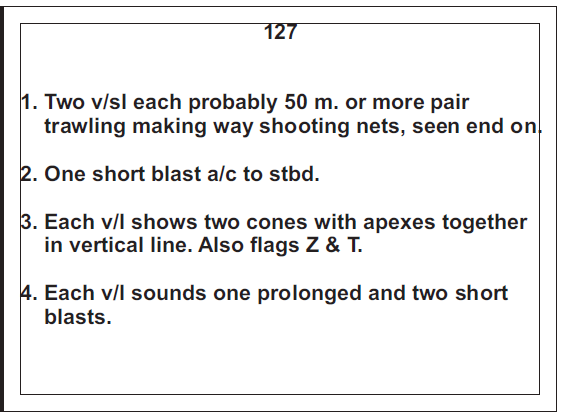 127
1. Two v/sl each probably 50 m. or more pair
trawling making way shooting nets, seen end on.
2. One short blast a/c to stbd.
3. Each v/l shows two cones with apexes together
in vertical line. Also flags Z & T.
4. Each v/l sounds one prolonged and two short
blasts.